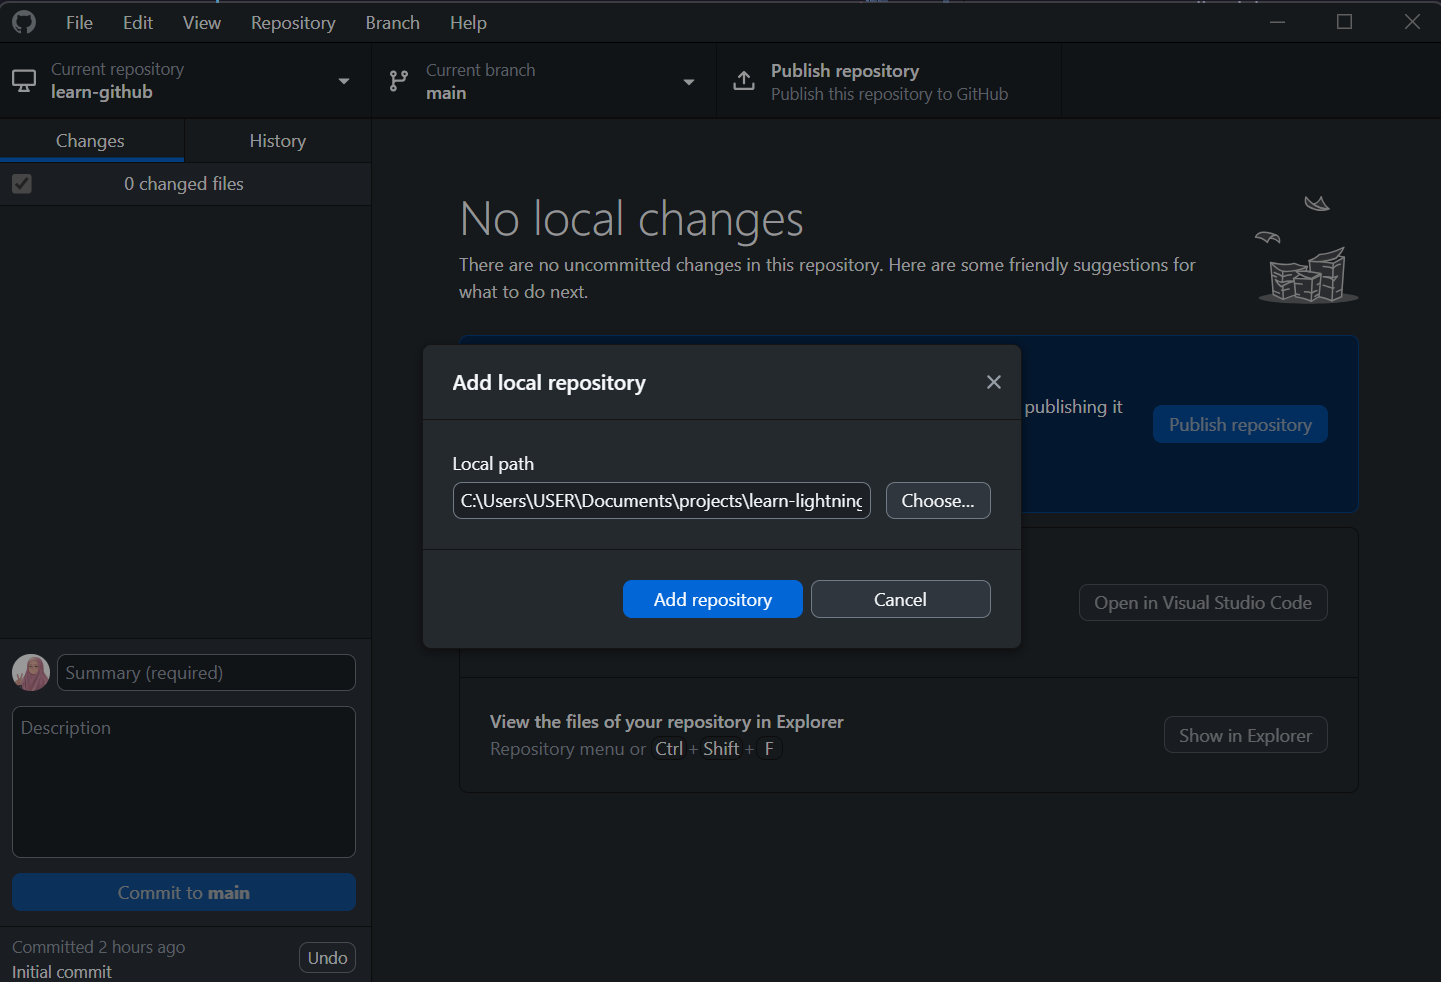 File Edit View Repository Branch Help
Current repository
learn-github
Current branch
main
Publish repository
Publish this repository to GitHub
Changes History
0 changed files
No local changes
There are no uncommitted changes in this repository. Here are some friendly suggestions for
what to do next.
publishing it
Publish repository
Add local repository
Local path
C:\Users\USER\Documents\projects\learn-lightning
Choose...
Add repository Cancel
Open in Visual Studio Code
View the files of your repository in Explorer
Repository menu or Ctrl + Shift + F
Show in Explorer
Summary (required)
Description
Commit to main
Committed 2 hours ago
Initial commit
Undo